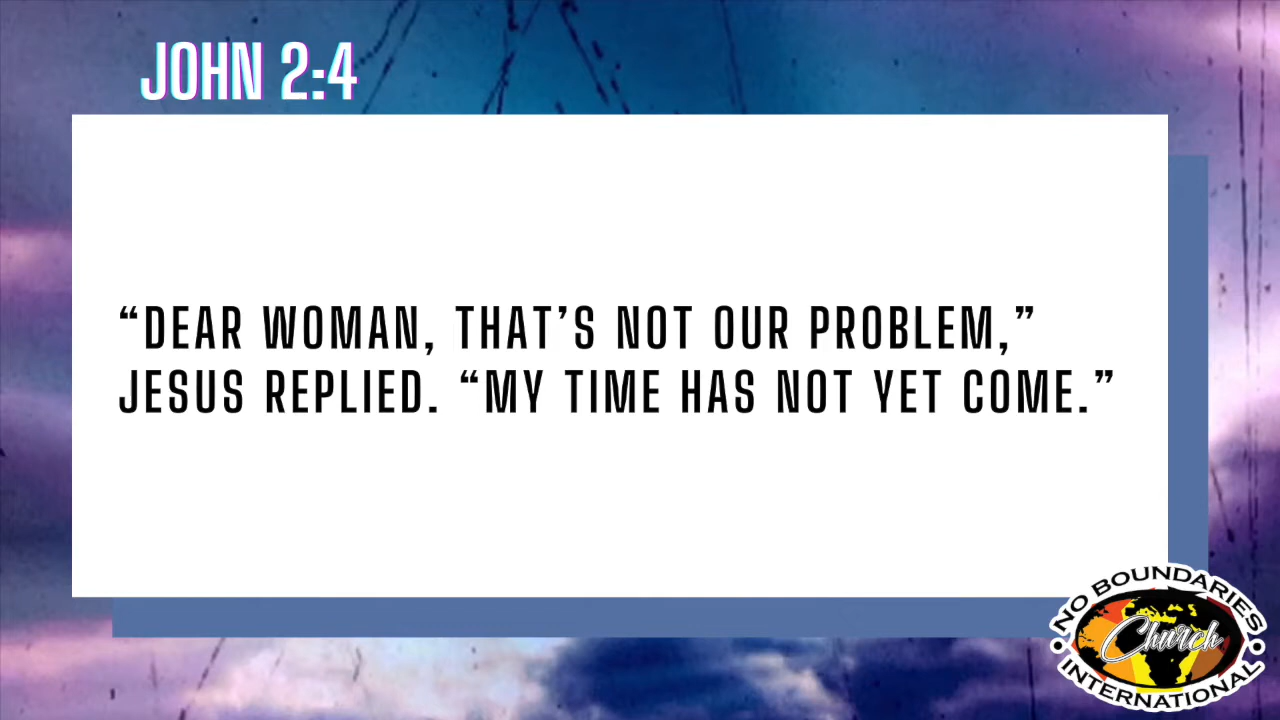 JOHN 2:4
“DEAR WOMAN, THAT’S NOT OUR PROBLEM,”
JESUS REPLIED. “MY TIME HAS NOT YET COME.”
NO BOUNDARIES
Church
INTERNATIONAL